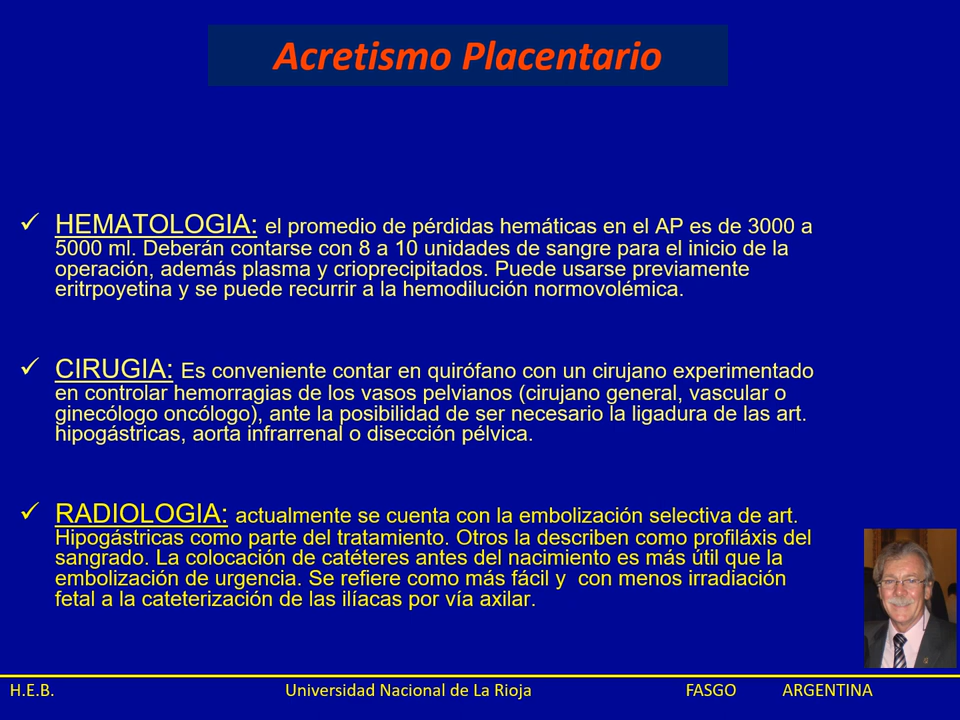 Acretismo Placentario
✓ HEMATOLOGIA: el promedio de pérdidas hemáticas en el AP es de 3000 a
5000 ml. Deberán contarse con 8 a 10 unidades de sangre para el inicio de la
operación, además plasma y crioprecipitados. Puede usarse previamente
eritrpoyetina y se puede recurrir a la hemodilución normovolémica.
✓ CIRUGIA: Es conveniente contar en quirófano con un cirujano experimentado
en controlar hemorragias de los vasos pelvianos (cirujano general, vascular o
ginecólogo oncólogo), ante la posibilidad de ser necesario la ligadura de las art.
hipogástricas, aorta infrarrenal o disección pélvica.
✓ RADIOLOGIA: actualmente se cuenta con la embolización selectiva de art.
Hipogástricas como parte del tratamiento. Otros la describen como profiláxis del
sangrado. La colocación de catéteres antes del nacimiento es más útil que la
embolización de urgencia. Se refiere como más fácil y con menos irradiación
fetal a la cateterización de las ilíacas por vía axilar.
H.E.B. Universidad Nacional de La Rioja FASGO ARGENTINA